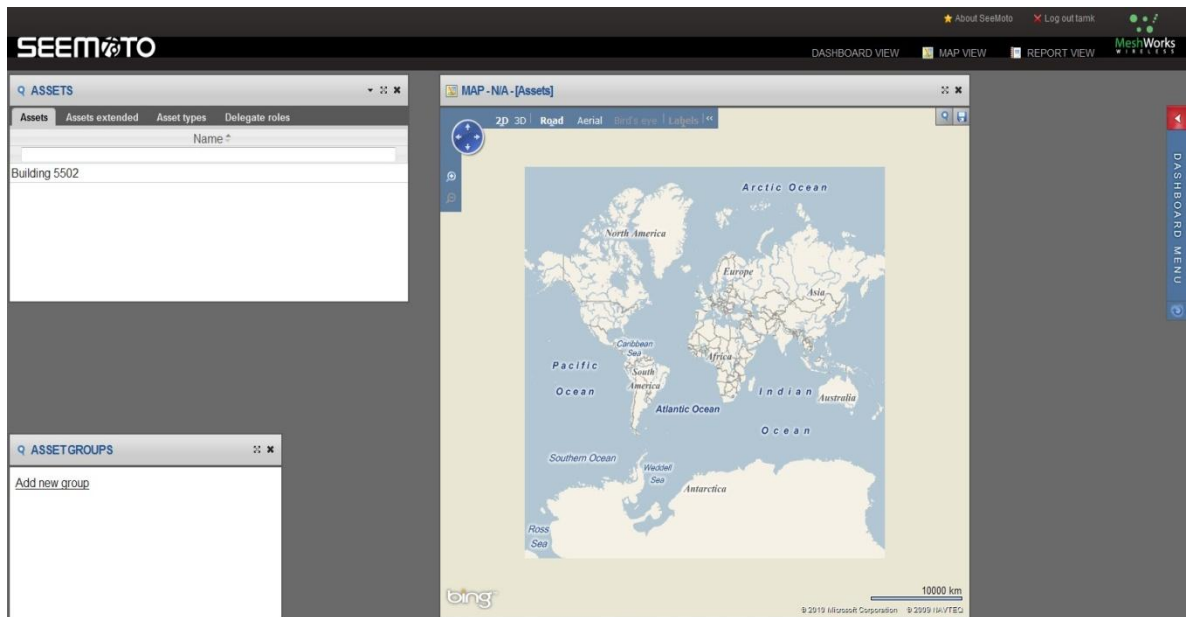 About SeeMoto
Log out tamk
SEEMOTO
DASHBOARD VIEW
MAP VIEW
REPORT VIEW
MeshWorks
WIRELESS
ASSETS
Assets
Assets extended
Asset types
Delegate roles
Name
Building 5502
ASSET GROUPS
Add new group
MAP - N/A - [Assets]
2D 3D Road Aerial Bird's eye Labels <<
Arctic Ocean
North America
Europe
Asia
Caribbean
Sea
Africa
Pacific
Ocean
South
America
Indian
Ocean
Australia
Atlantic Ocean
Southern Ocean
Weddell
Sea
Antarctica
Ross
Sea
bing
10000 km
© 2010 Microsoft Corporation © 2009 NAVTEQ
DASHBOARD MENU